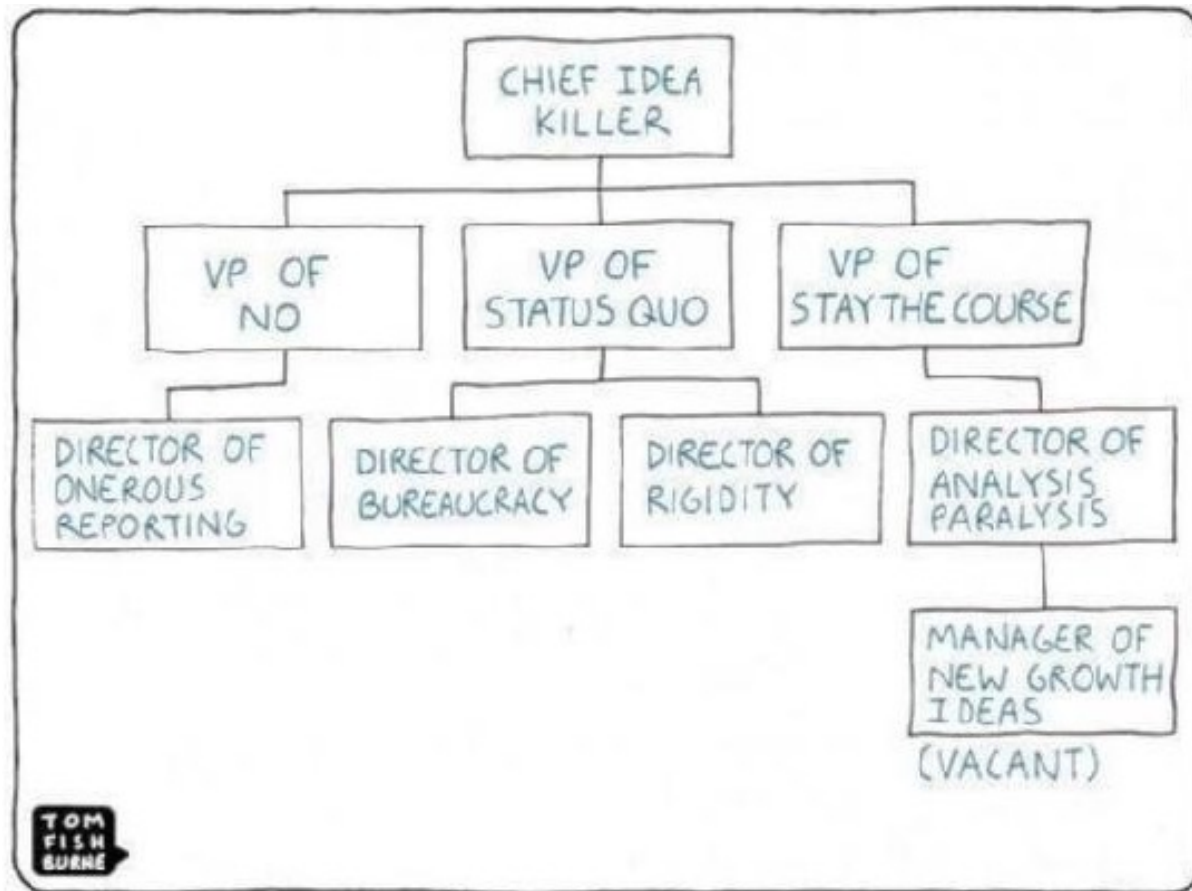 CHIEF IDEA
KILLER
VP OF
NO
VP OF
STATUS QUO
VP OF
STAY THE COURSE
DIRECTOR OF
ONEROUS
REPORTING
DIRECTOR OF
BUREAUCRACY
DIRECTOR OF
RIGIDITY
DIRECTOR OF
ANALYSIS
PARALYSIS
MANAGER OF
NEW GROWTH
IDEAS
(VACANT)
TOM
FISH
BURNE